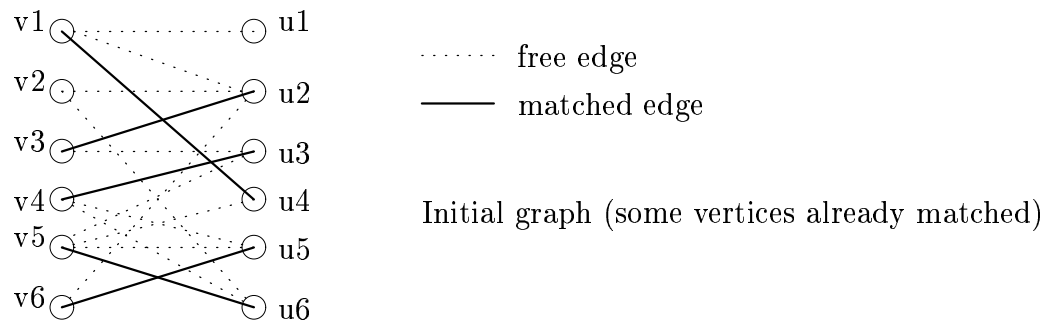 v1
v2
v3
v4
v5
v6
u1
u2
u3
u4
u5
u6
free edge
matched edge
Initial graph (some vertices already matched)